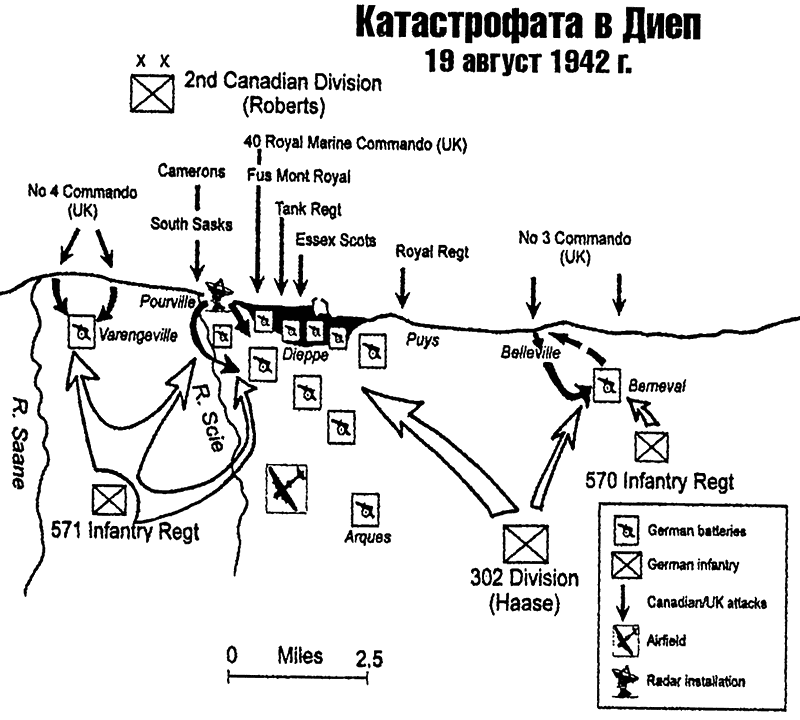 Катастрофата в Диеп
19 август 1942 г.
X X
2nd Canadian Division
(Roberts)
40 Royal Marine Commando (UK)
Camerons
Fus Mont Royal
No 4 Commando
(UK)
South Sasks
Tank Regt
Essex Scots
Royal Regt
No 3 Commando
(UK)
Pourville
Varengeville
Dieppe
Puys
Belleville
Berneval
R. Saane
R. Scie
571 Infantry Regt
Arques
570 Infantry Regt
302 Division
(Haase)
German batteries
German infantry
Canadian/UK attacks
Airfield
Radar installation
0 Miles 2.5